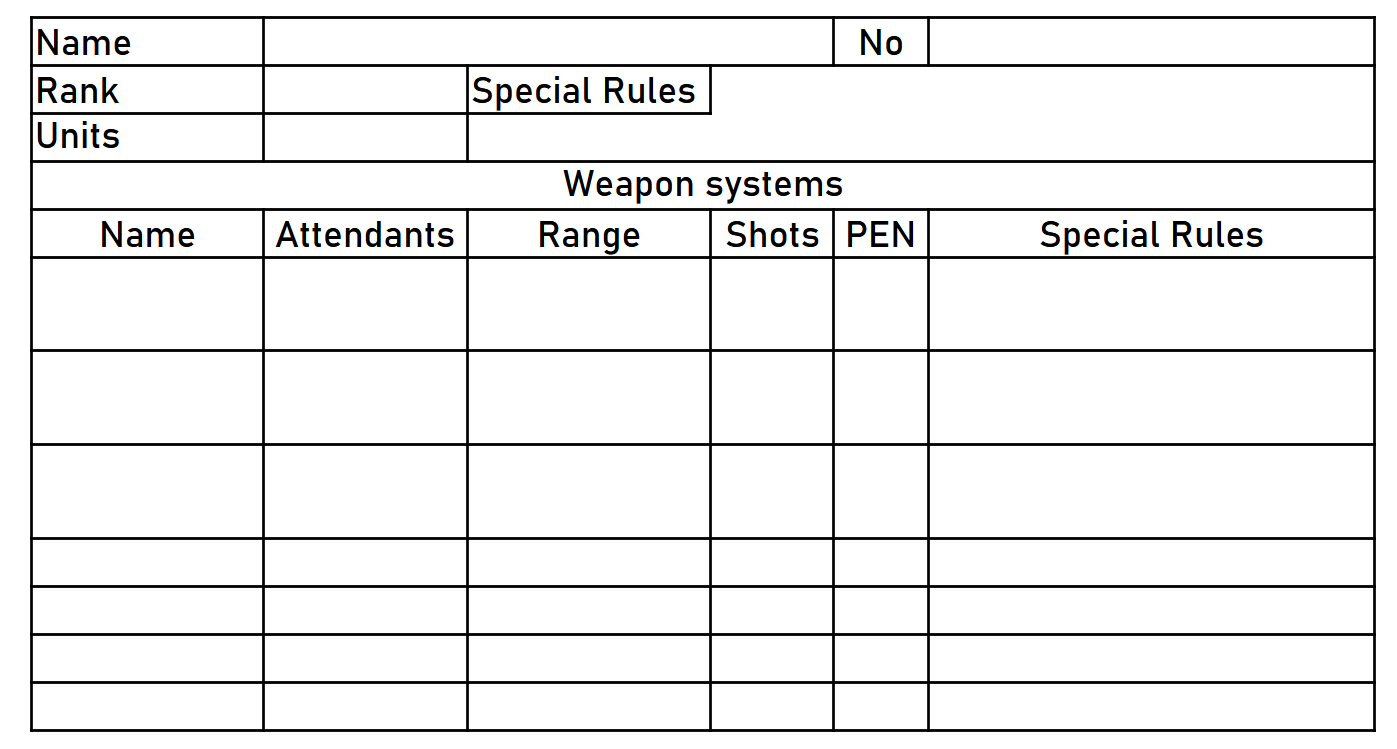 Name No
Rank Special Rules
Units
Weapon systems
Name Attendants Range Shots PEN Special Rules